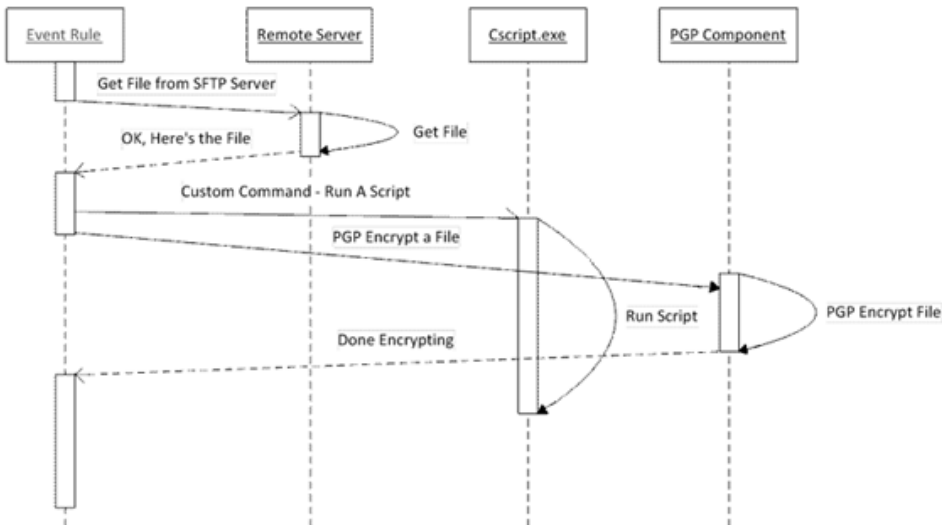 Event Rule
Remote Server
Cscript.exe
PGP Component
Get File from SFTP Server
Get File
OK, Here's the File
Custom Command - Run A Script
PGP Encrypt a File
Run Script
PGP Encrypt File
Done Encrypting